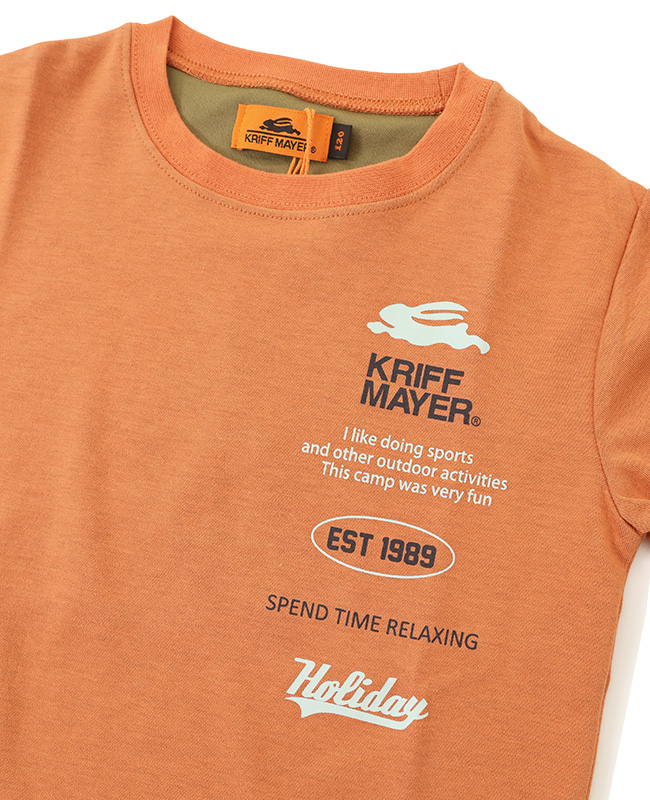 KRIFF MAYER®
120
KRIFF
MAYER®
I like doing sports
and other outdoor activities
This camp was very fun
EST 1989
SPEND TIME RELAXING
Holiday